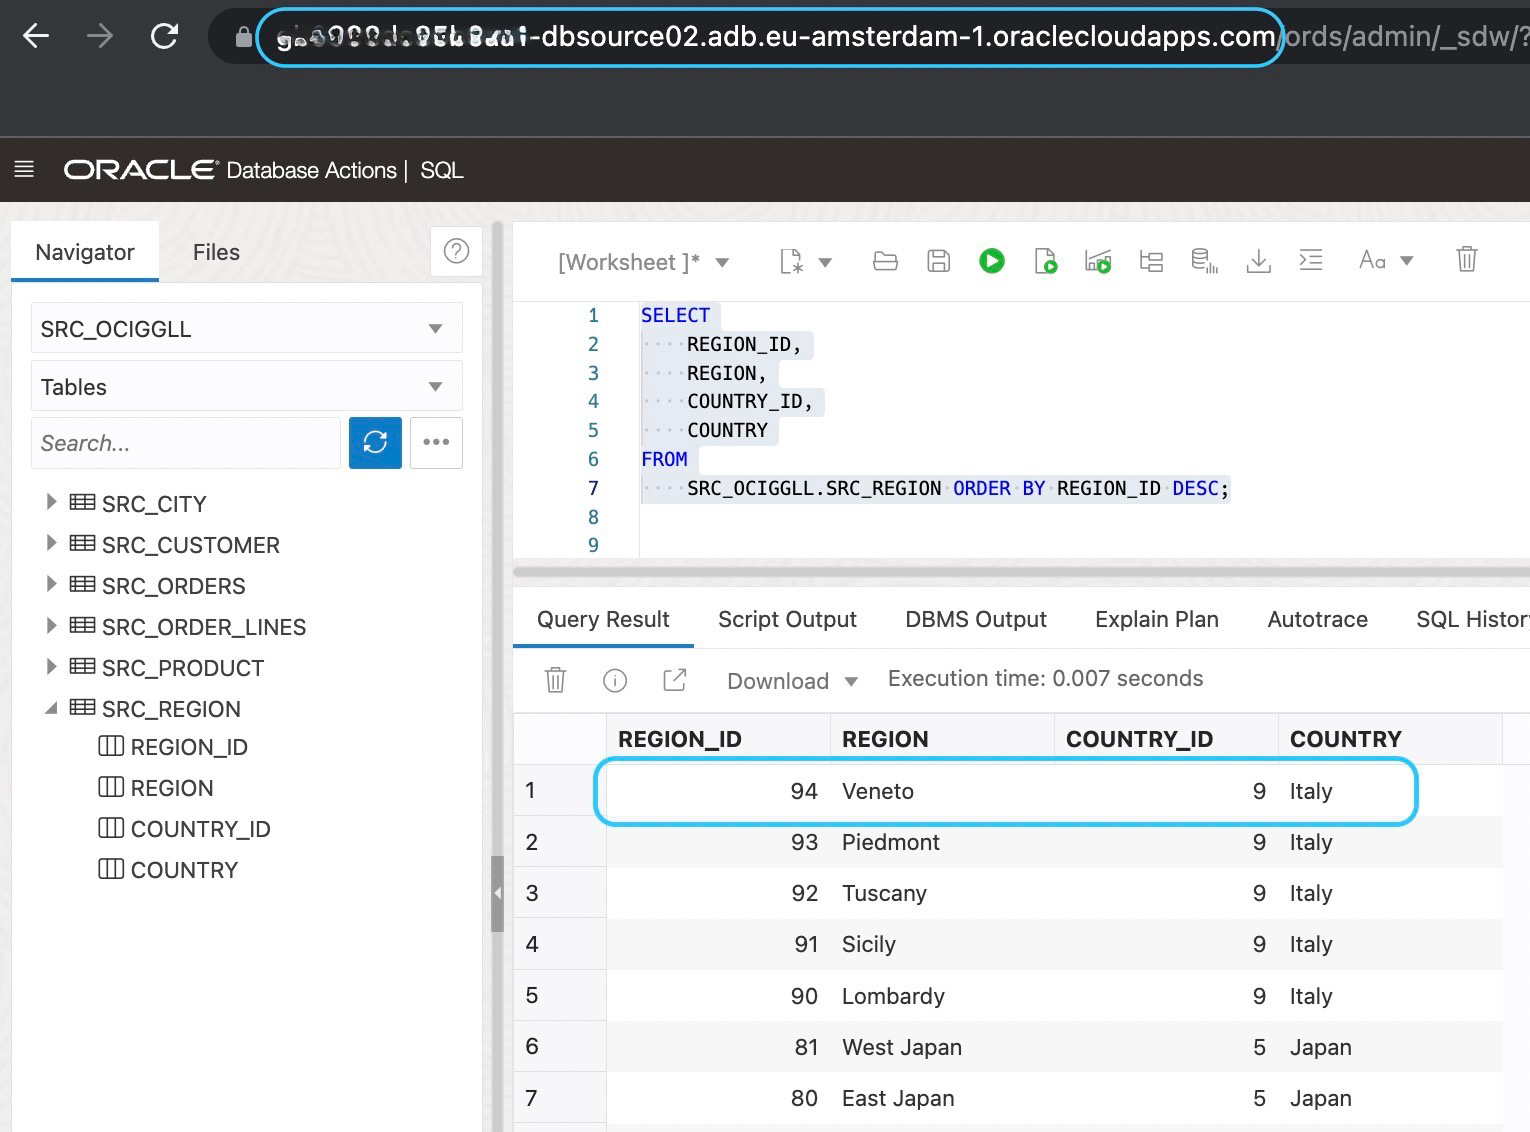 -dbsource02.adb.eu-amsterdam-1.oraclecloudapps.com/ords/admin/_sdw/?
ORACLE® Database Actions | SQL
Navigator
Files
[Worksheet ]*
Aa
SRC_OCIGGLL
Tables
Search...
SRC_CITY
SRC_CUSTOMER
SRC_ORDERS
SRC_ORDER_LINES
SRC_PRODUCT
SRC_REGION
REGION_ID
REGION
COUNTRY_ID
COUNTRY
1 SELECT
2 ····REGION_ID,
3 ····REGION,
4 ····COUNTRY_ID,
5 ····COUNTRY
6 FROM
7 ····SRC_OCIGGLL.SRC_REGION·ORDER·BY·REGION_ID·DESC;
8
9
Query Result Script Output DBMS Output Explain Plan Autotrace SQL Histor
Download Execution time: 0.007 seconds
REGION_ID REGION COUNTRY_ID COUNTRY
1 94 Veneto 9 Italy
2 93 Piedmont 9 Italy
3 92 Tuscany 9 Italy
4 91 Sicily 9 Italy
5 90 Lombardy 9 Italy
6 81 West Japan 5 Japan
7 80 East Japan 5 Japan